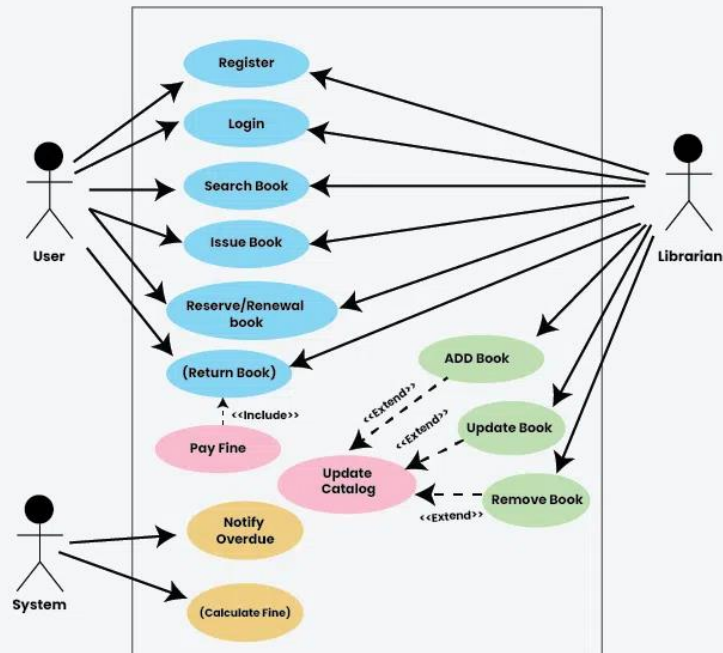 Register
Login
Search Book
Issue Book
User
Librarian
Reserve/Renewal
book
(Return Book)
ADD Book
<<Extend>>
<<Include>>
<<Extend>>
Update Book
Pay Fine
Update
Catalog
Remove Book
<<Extend>>
Notify
Overdue
System
(Calculate Fine)